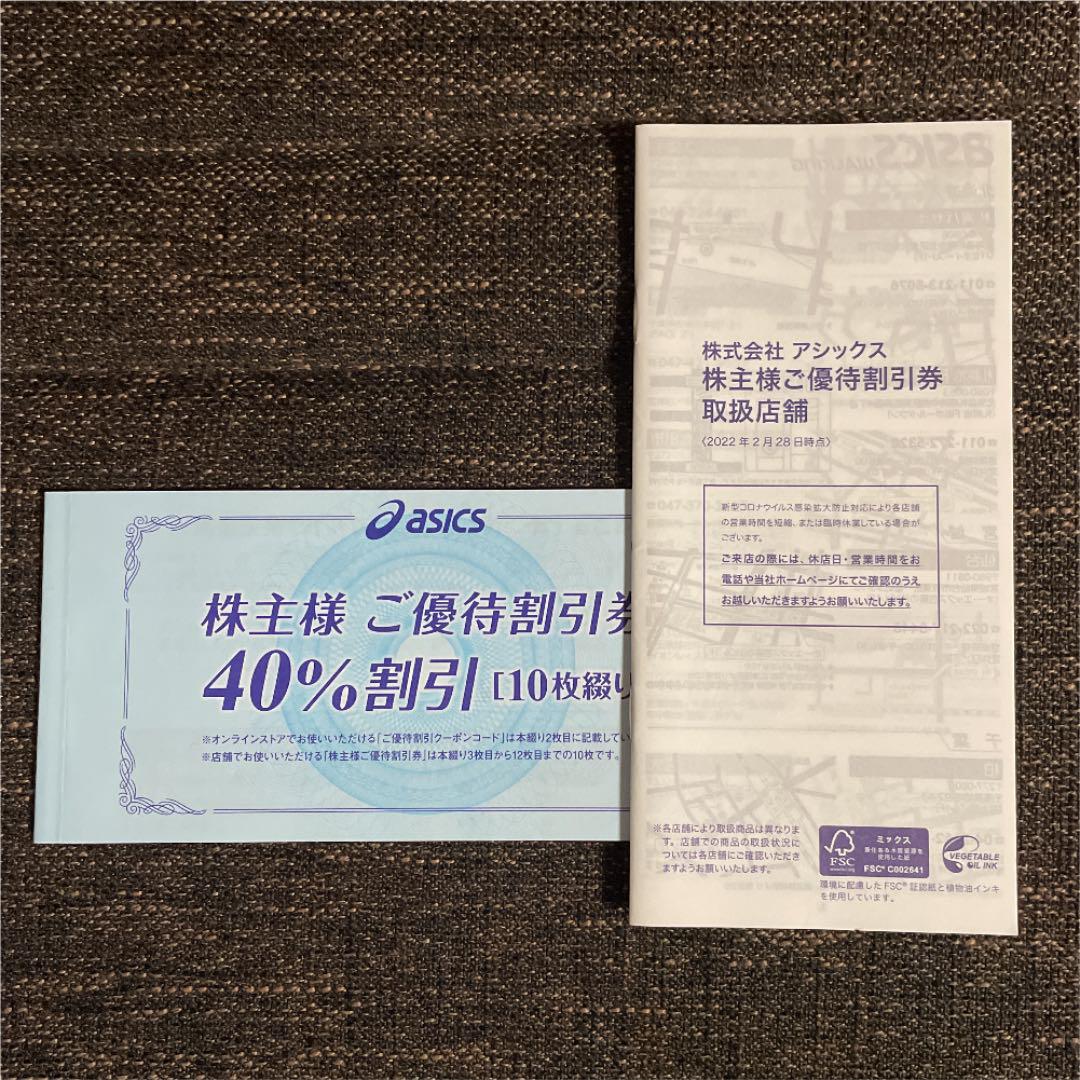 asics
株主様 ご優待割引券
40%割引 [10枚綴り
※オンラインストアでお使いいただける「ご優待割引クーポンコード」は本綴り2枚目に記載してい
※店舗でお使いいただける「株主様ご優待割引券」は本綴り3枚目から12枚目までの10枚です。
株式会社 アシックス
株主様ご優待割引券
取扱店舗
〈2022年2月28日時点〉
新型コロナウイルス感染拡大防止対応により各店舗
の営業時間を短縮、または臨時休業している場合が
ございます。
ご来店の際には、休店日・営業時間をお
電話や当社ホームページにてご確認のうえ
お越しいただきますようお願いいたします。
※各店舗により取扱商品は異なりま
す。店舗での商品の取扱状況に
ついては各店舗にご確認いただき
ますようお願いいたします。
FSC
www.fsc.org
ミックス
責任ある木質資源を
使用した紙
FSC® C002641
VEGETABLE
OIL INK
環境に配慮したFSC®認証紙と植物油インキ
を使用しています。